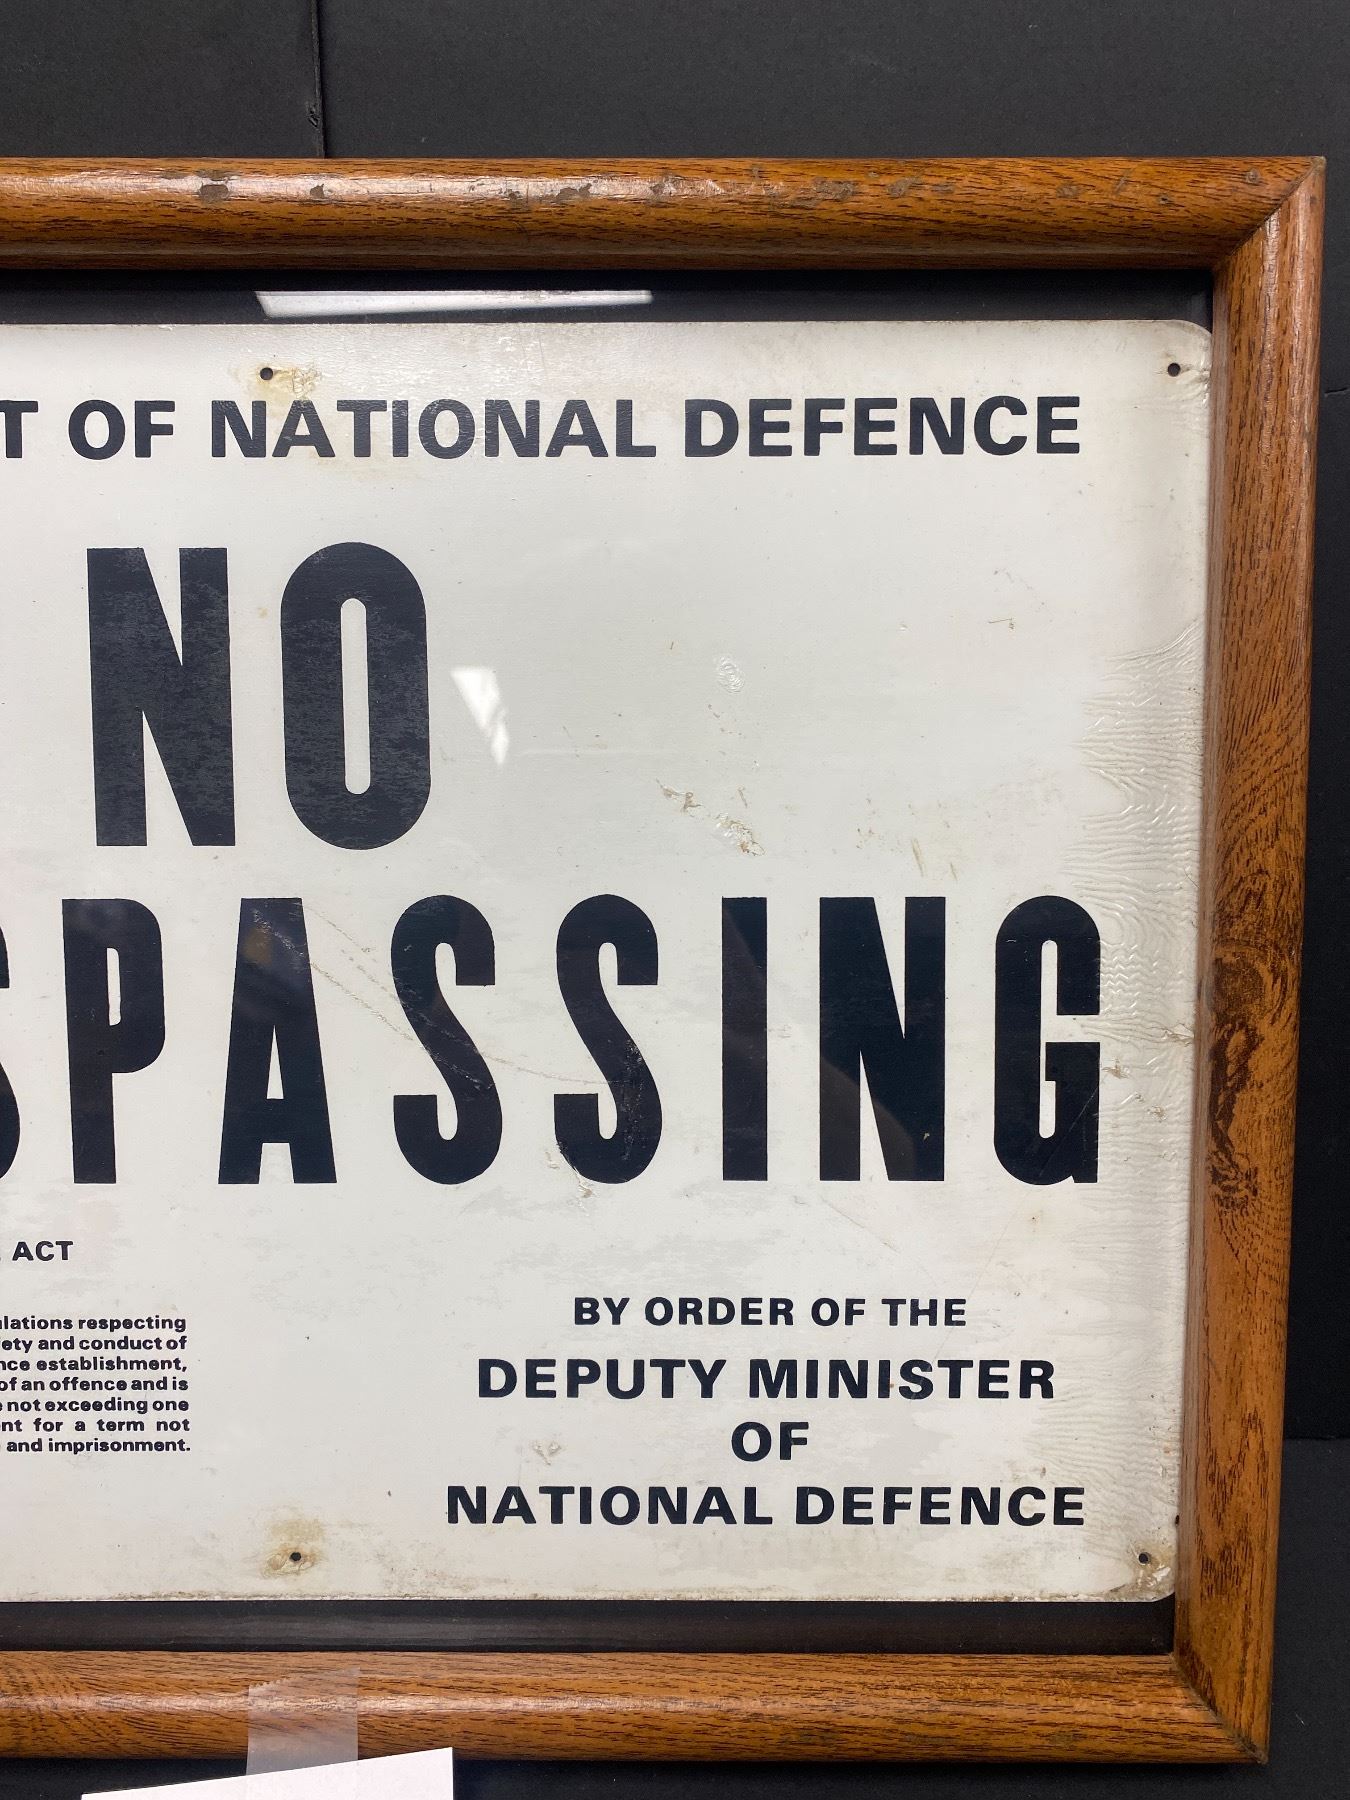 T OF NATIONAL DEFENCE
NO
SPASSING
ACT
lations respecting
ety and conduct of
nce establishment,
of an offence and is
not exceeding one
nt for a term not
and imprisonment.
BY ORDER OF THE
DEPUTY MINISTER
OF
NATIONAL DEFENCE